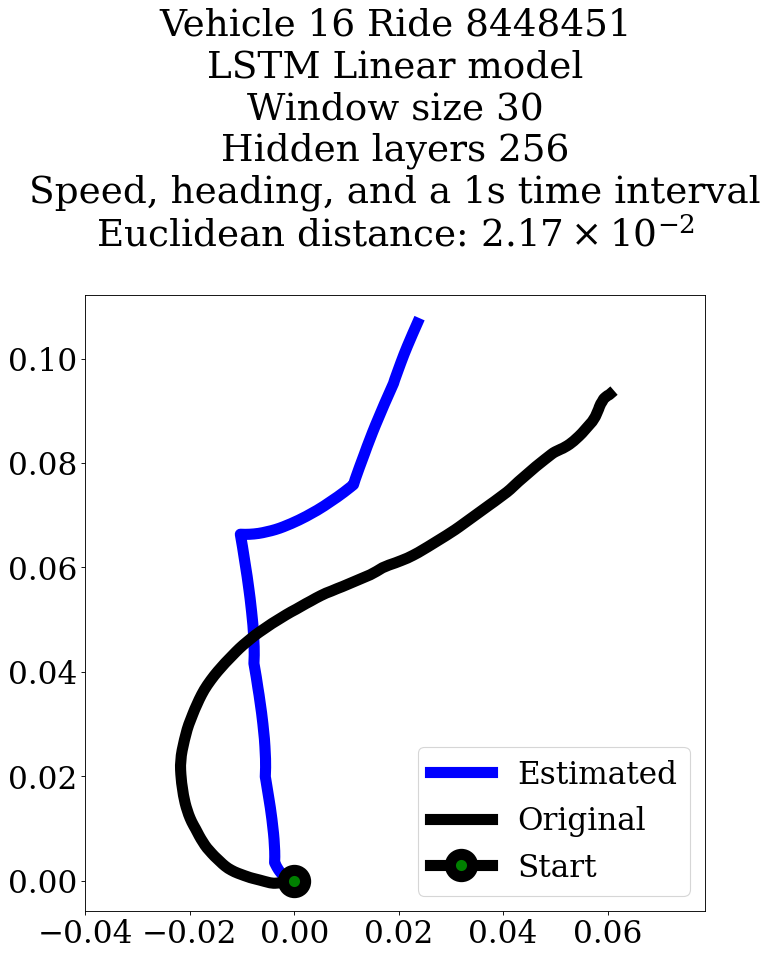 Vehicle 16 Ride 8448451
LSTM Linear model
Window size 30
Hidden layers 256
Speed, heading, and a 1s time interval
Euclidean distance: 2.17 × 10⁻²
0.10
0.08
0.06
0.04
0.02
0.00
Estimated
Original
Start
−0.04 −0.02 0.00 0.02 0.04 0.06